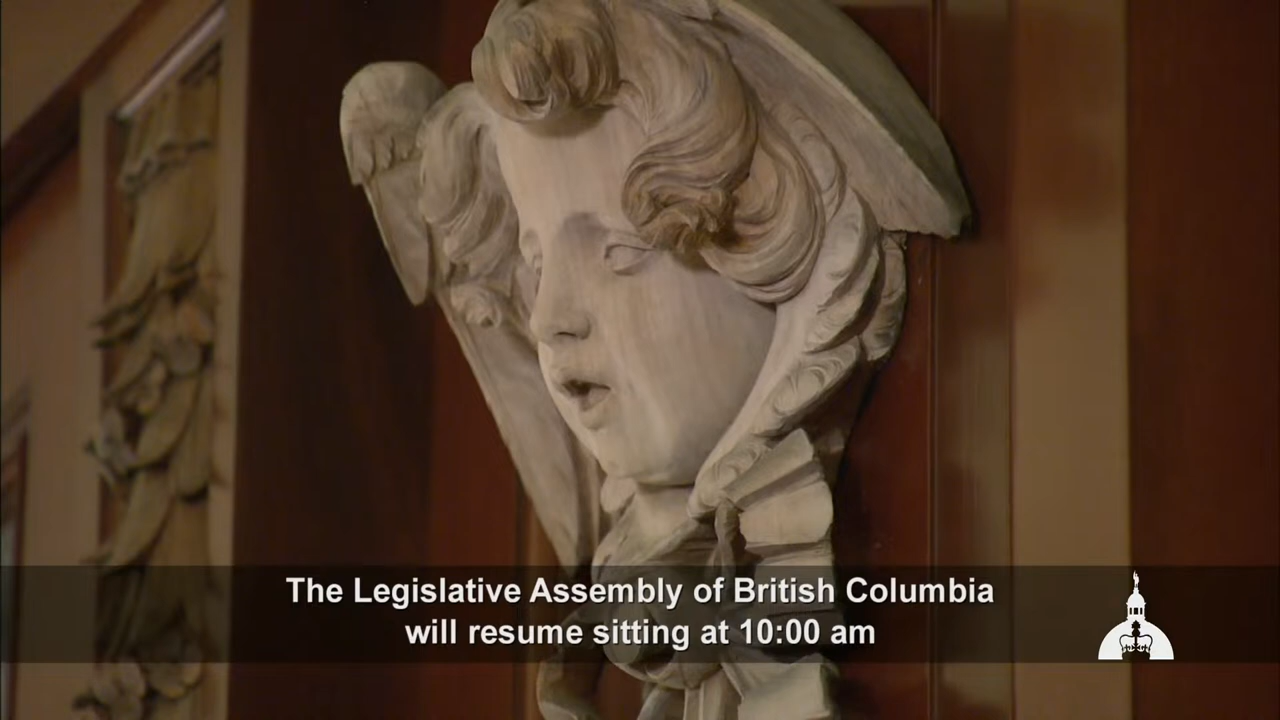 The Legislative Assembly of British Columbia
will resume sitting at 10:00 am